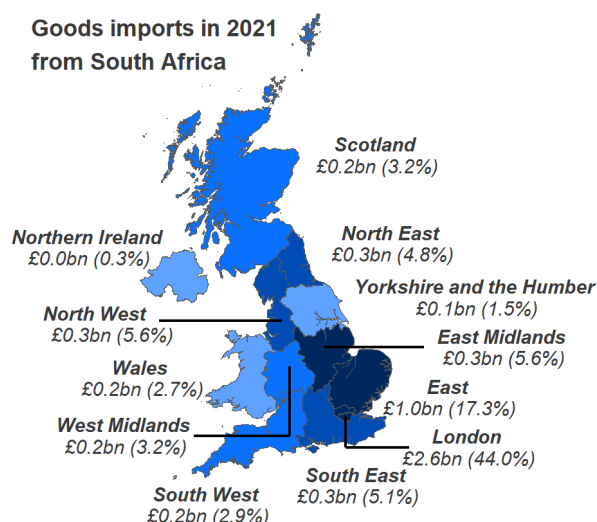 Goods imports in 2021
from South Africa
Scotland
£0.2bn (3.2%)
Northern Ireland
£0.0bn (0.3%)
North East
£0.3bn (4.8%)
Yorkshire and the Humber
£0.1bn (1.5%)
North West
£0.3bn (5.6%)
East Midlands
£0.3bn (5.6%)
Wales
£0.2bn (2.7%)
East
£1.0bn (17.3%)
West Midlands
£0.2bn (3.2%)
London
£2.6bn (44.0%)
South East
£0.3bn (5.1%)
South West
£0.2bn (2.9%)